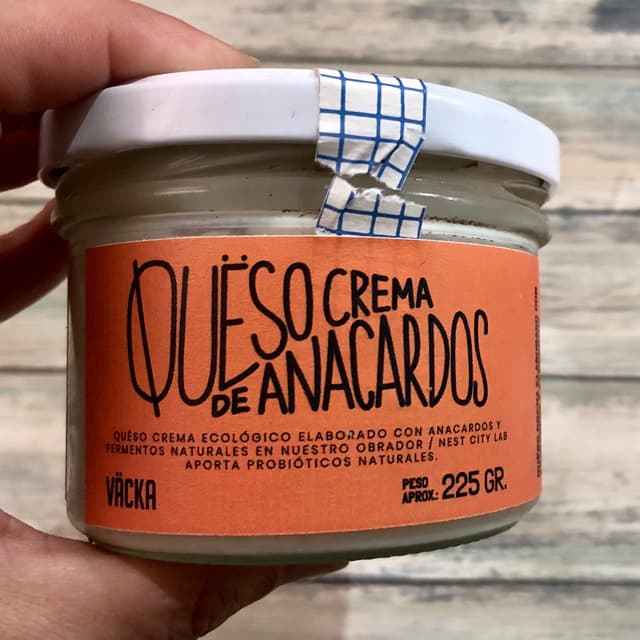 QUËSO CREMA
DE ANACARDOS
QUËSO CREMA ECOLÓGICO ELABORADO CON ANACARDOS Y
FERMENTOS NATURALES EN NUESTRO OBRADOR / NEST CITY LAB
APORTA PROBIÓTICOS NATURALES.
VÄCKA
PESO
APROX.: 225 GR.